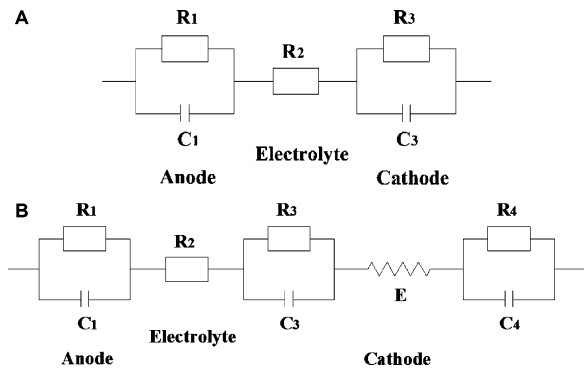 A
R1
R2
R3
C1
C3
Electrolyte
Anode
Cathode
B
R1
R2
R3
R4
E
C1
C3
C4
Electrolyte
Anode
Cathode